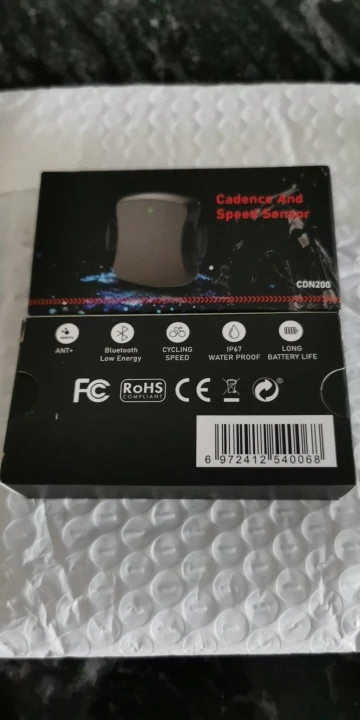 Cadence And
Speed Sensor
CDN200
ANT+
Bluetooth
Low Energy
CYCLING
SPEED
IP67
WATER PROOF
LONG
BATTERY LIFE
FC
RoHS
COMPLIANT
CE
6 972412 540068